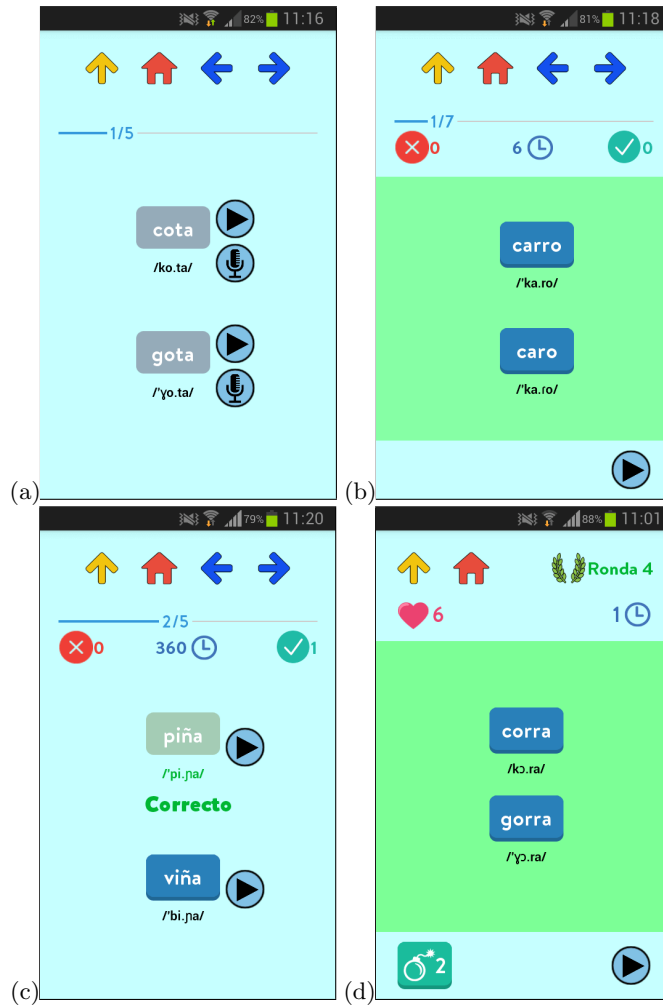 82% 11:16
1/5
cota
/ko.ta/
gota
/'ɣo.ta/
(a)
81% 11:18
1/7
0 6 0
carro
/'ka.ro/
caro
/'ka.ɾo/
(b)
79% 11:20
2/5
0 360 1
piña
/'pi.ɲa/
Correcto
viña
/'bi.ɲa/
(c)
88% 11:01
Ronda 4
6 1
corra
/kɔ.ra/
gorra
/'ɣɔ.ra/
2
(d)